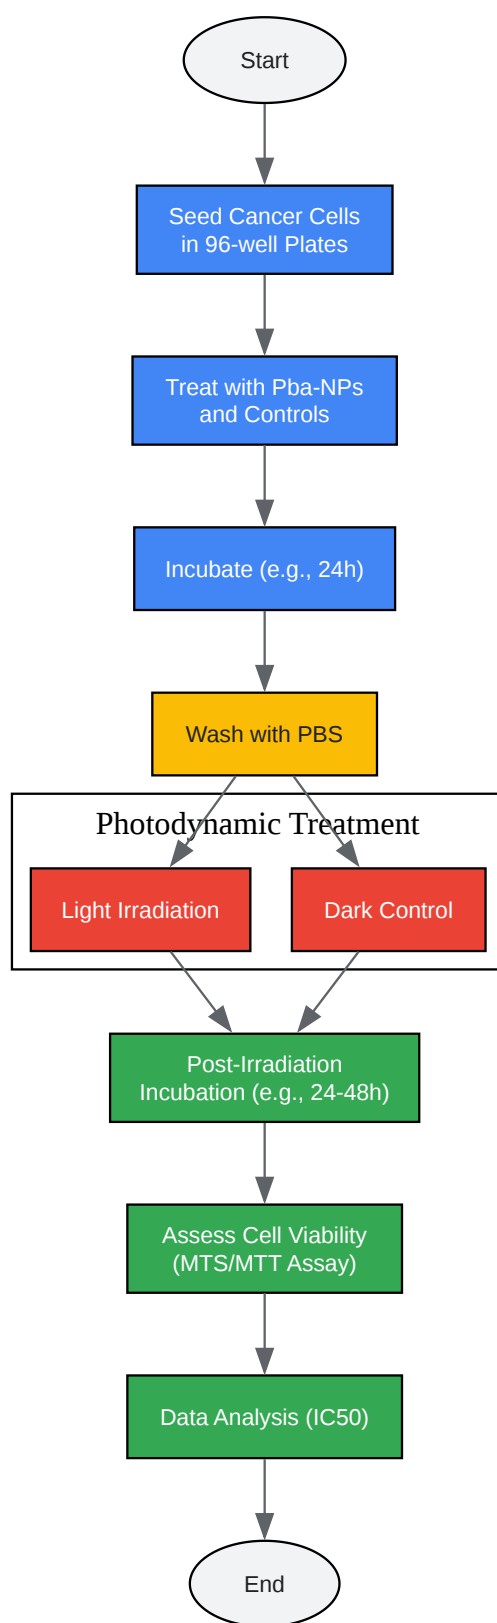 Start
Seed Cancer Cells
in 96-well Plates
Treat with Pba-NPs
and Controls
Incubate (e.g., 24h)
Wash with PBS
Photodynamic Treatment
Light Irradiation
Dark Control
Post-Irradiation
Incubation (e.g., 24-48h)
Assess Cell Viability
(MTS/MTT Assay)
Data Analysis (IC50)
End